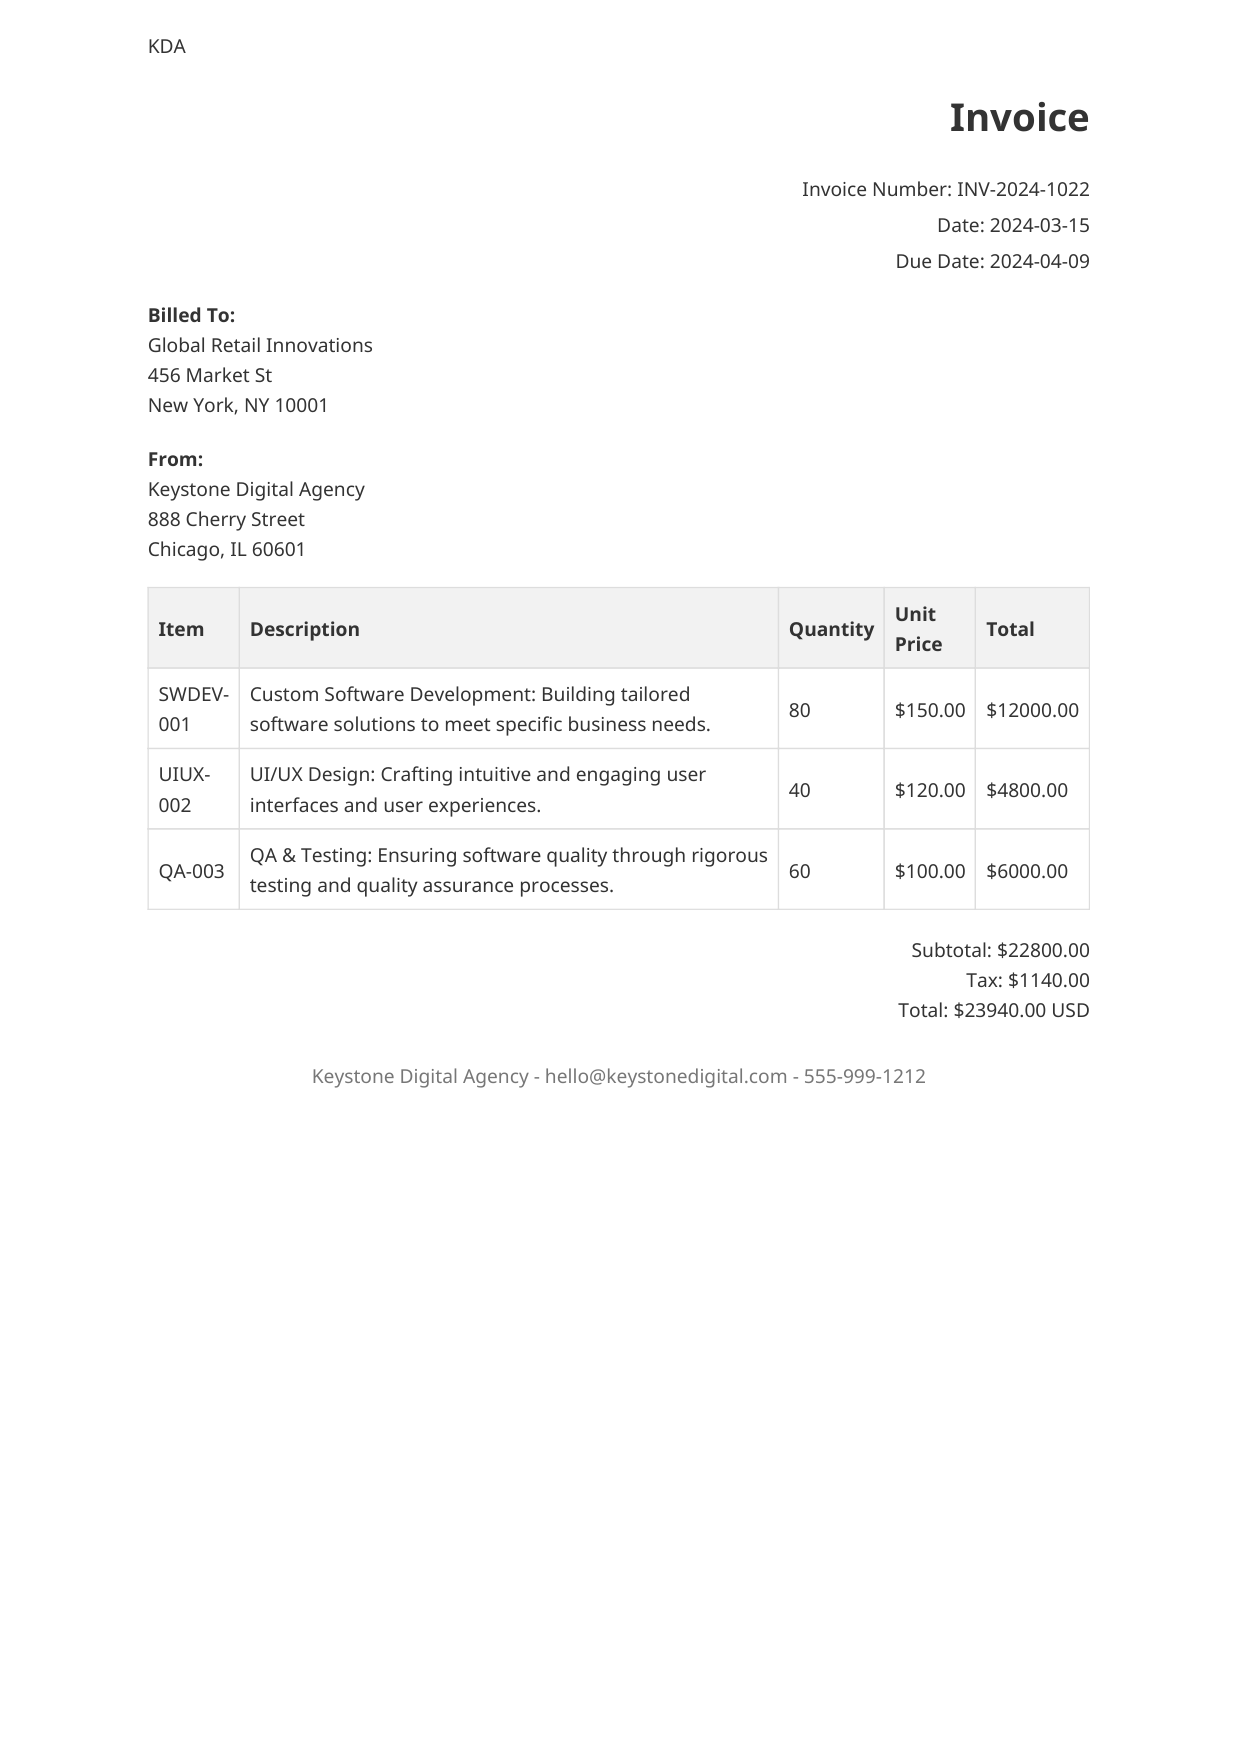 KDA
Invoice
Invoice Number: INV-2024-1022
Date: 2024-03-15
Due Date: 2024-04-09
Billed To:
Global Retail Innovations
456 Market St
New York, NY 10001
From:
Keystone Digital Agency
888 Cherry Street
Chicago, IL 60601
Item Description Quantity Unit Price Total
SWDEV-001 Custom Software Development: Building tailored software solutions to meet specific business needs. 80 $150.00 $12000.00
UIUX-002 UI/UX Design: Crafting intuitive and engaging user interfaces and user experiences. 40 $120.00 $4800.00
QA-003 QA & Testing: Ensuring software quality through rigorous testing and quality assurance processes. 60 $100.00 $6000.00
Subtotal: $22800.00
Tax: $1140.00
Total: $23940.00 USD
Keystone Digital Agency - hello@keystonedigital.com - 555-999-1212